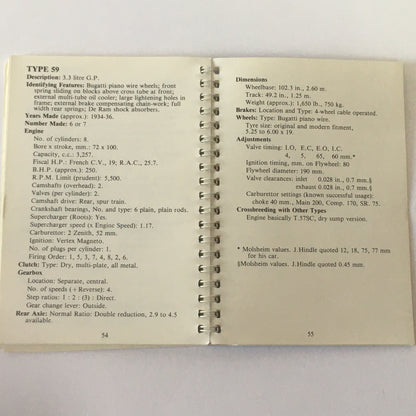 TYPE 59
Description: 3.3 litre G.P.
Identifying Features: Bugatti piano wire wheels; front
spring sliding on blocks above cross tube at front;
external multi-tube oil cooler; large lightening holes in
frame; external brake compensating chain-work; full
width rear springs; De Ram shock absorbers.
Years Made (approx.): 1934-36.
Number Made: 6 or 7.
Engine
No. of cylinders: 8.
Bore x stroke, mm.: 72 x 100.
Capacity, c.c.: 3,257.
Fiscal H.P.: French C.V., 19; R.A.C., 25.7.
B.H.P. (approx.): 250.
R.P.M. Limit (prudent): 5,500.
Camshafts (overhead): 2.
Valves (per cylinder): 2.
Camshaft drive: Rear, spur train.
Crankshaft bearings, No. and type: 6 plain, plain rods.
Supercharger (Roots): Yes.
Supercharger speed (x Engine Speed): 1.17.
Carburettor: 2 Zenith, 52 mm.
Ignition: Vertex Magneto.
No. of plugs per cylinder: 1.
Firing Order: 1, 5, 3, 7, 4, 8, 2, 6.
Clutch: Type: Dry, multi-plate, all metal.
Gearbox
Location: Separate, central.
No. of speeds (+Reverse): 4.
Step ratios: 1 : 2 : (3) : Direct.
Gear change lever: Outside.
Rear Axle: Normal Ratio: Double reduction, 2.9 to 4.5
available.
54
Dimensions
Wheelbase: 102.3 in., 2.60 m.
Track: 49.2 in., 1.25 m.
Weight (approx.): 1,650 lb., 750 kg.
Brakes: Location and Type: 4-wheel cable operated.
Wheels: Type: Bugatti piano wire.
Tyre size: original and modern fitment,
5.25 to 6.00 x 19.
Adjustments
Valve timing: I.O, E.C, E.O, I.C.
4, 5, 65, 60 mm.*
Ignition timing, mm. on Flywheel: 80
Flywheel diameter: 190 mm.
Valve clearances: inlet 0.028 in., 0.7 mm.§
exhaust 0.028 in., 0.7 mm.§
Carburettor settings (known successful usage):
choke 40 mm., Main 200, Comp. 170, SR. 75.
Crossbreeding with Other Types
Engine basically T.57SC, dry sump version.
* Molsheim values. J.Hindle quoted 12, 18, 75, 77 mm
for his car.
§Molsheim values. J.Hindle quoted 0.45 mm.
55